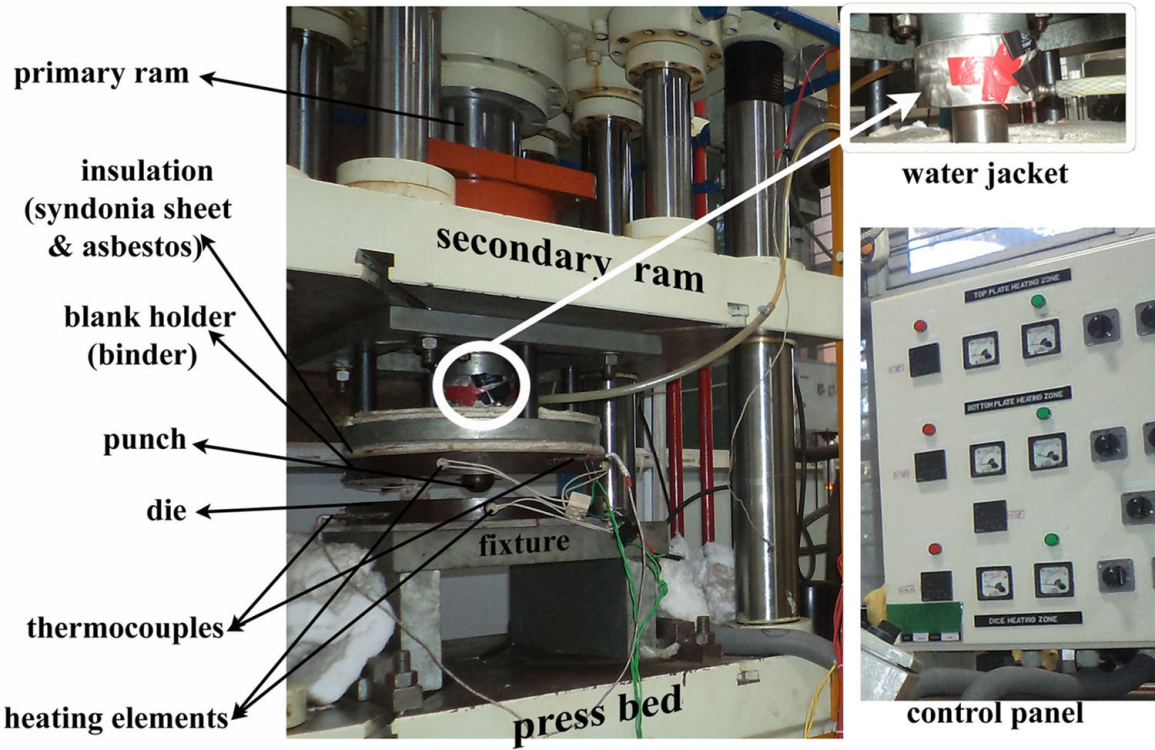 primary ram
insulation
(syndonia sheet
& asbestos)
blank holder
(binder)
punch
die
thermocouples
heating elements
secondary ram
fixture
press bed
water jacket
TOP PLATE HEATING ZONE
BOTTOM PLATE HEATING ZONE
DICE HEATING ZONE
control panel